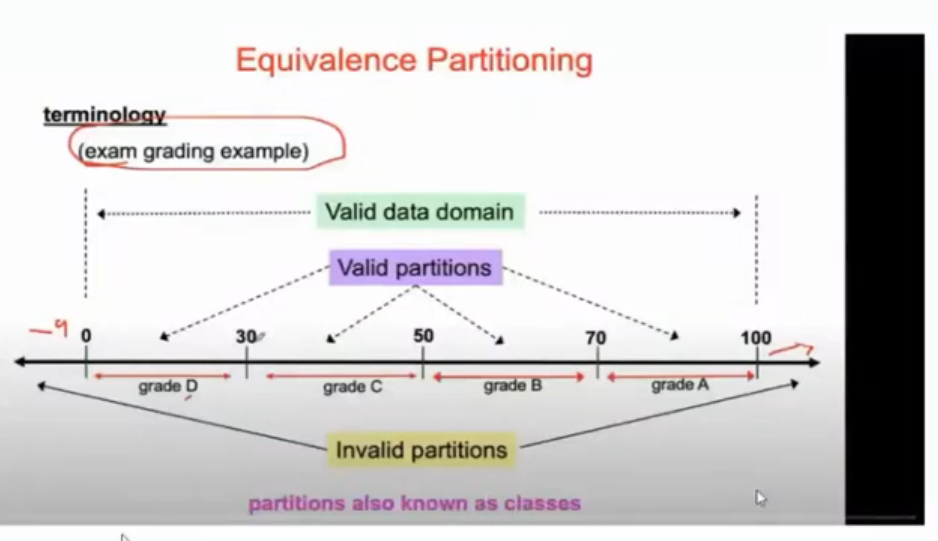 Equivalence Partitioning
terminology
(exam grading example)
Valid data domain
Valid partitions
-9 0 30 50 70 100
grade D grade C grade B grade A
Invalid partitions
partitions also known as classes